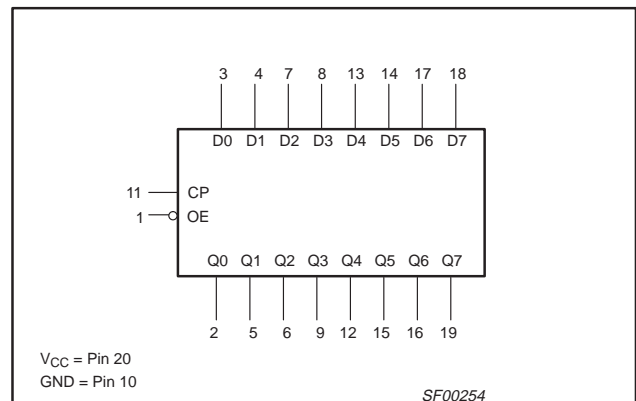 3 4 7 8 13 14 17 18
D0 D1 D2 D3 D4 D5 D6 D7
11 CP
1 OE
Q0 Q1 Q2 Q3 Q4 Q5 Q6 Q7
2 5 6 9 12 15 16 19
VCC = Pin 20
GND = Pin 10
SF00254